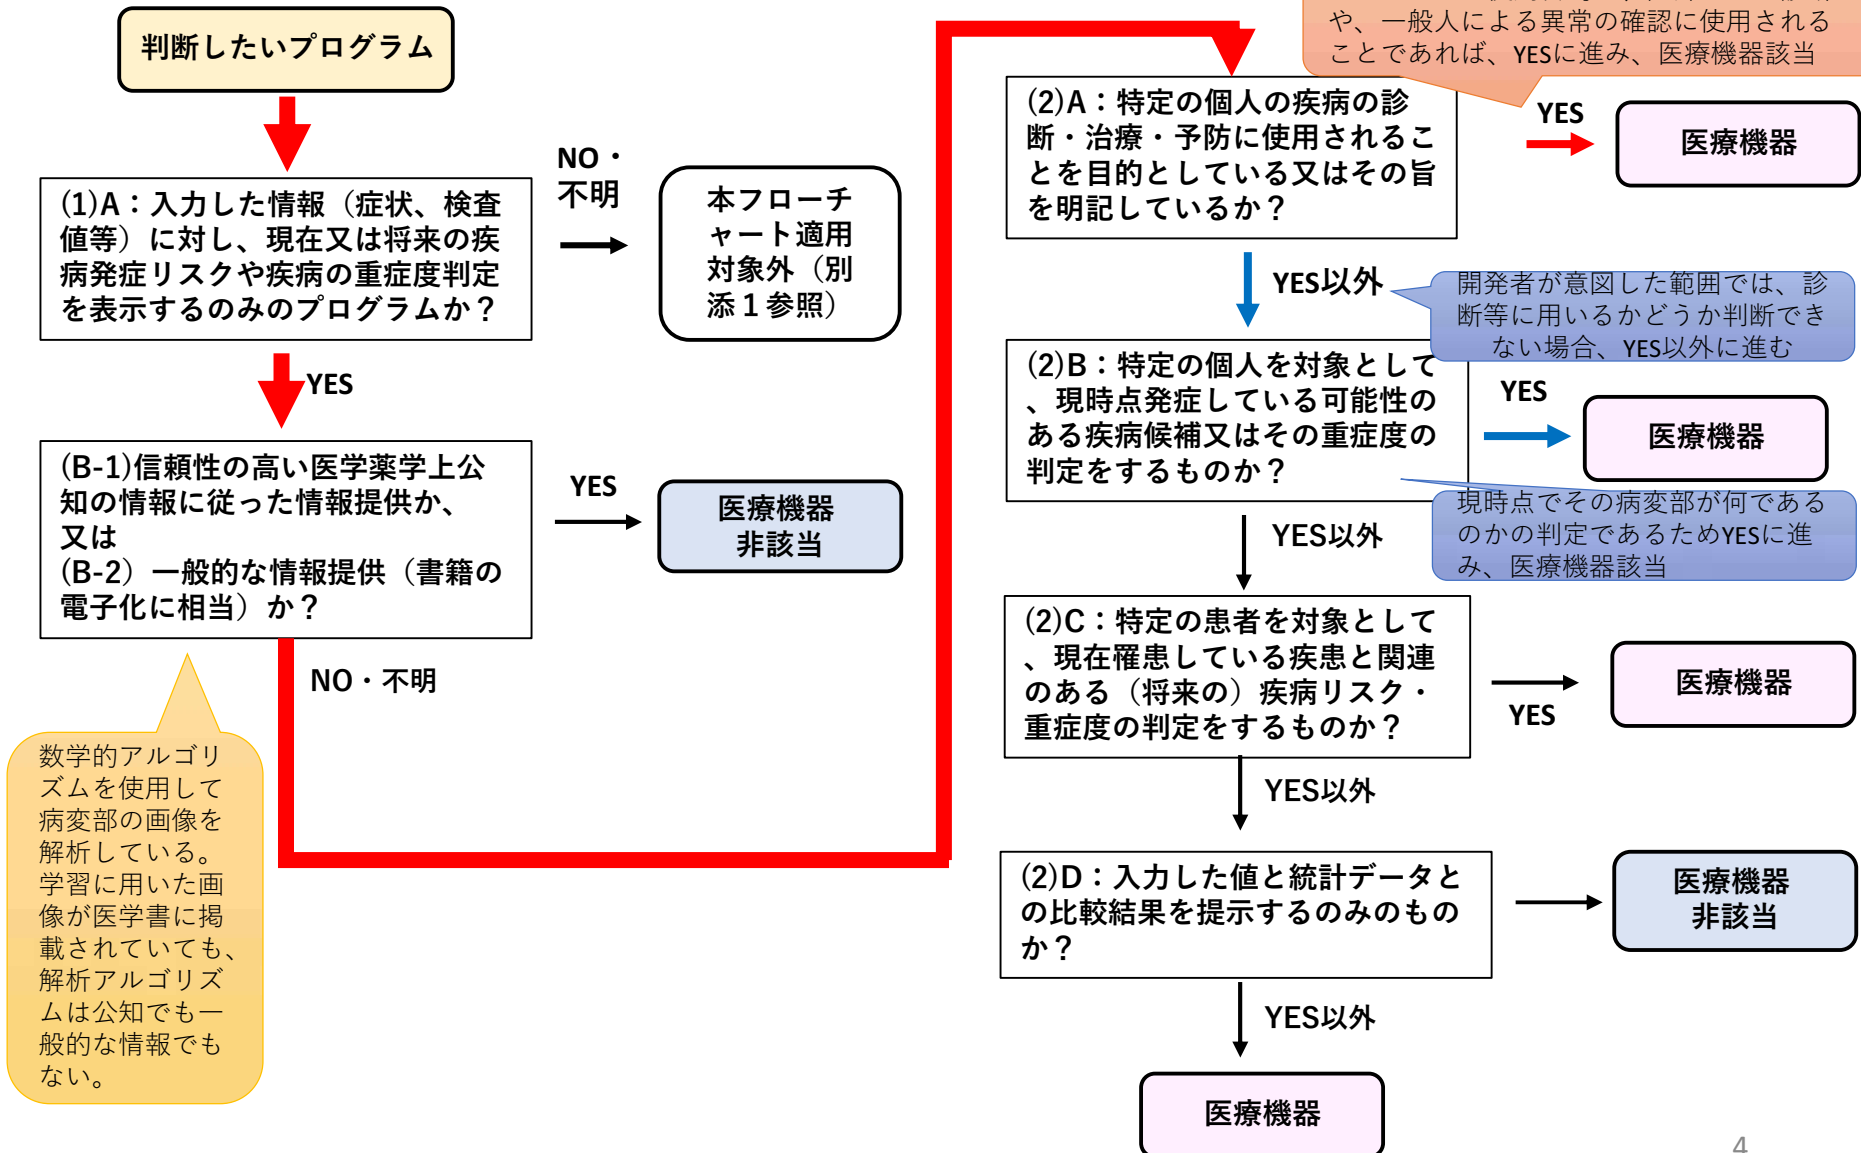 判断したいプログラム
(1)A：入力した情報（症状、検査
値等）に対し、現在又は将来の疾
病発症リスクや疾病の重症度判定
を表示するのみのプログラムか？
NO・
不明
本フローチ
ャート適用
対象外（別
添１参照）
YES
(B-1)信頼性の高い医学薬学上公
知の情報に従った情報提供か、
又は
(B-2）一般的な情報提供（書籍の
電子化に相当）か？
YES
医療機器
非該当
NO・不明
数学的アルゴリ
ズムを使用して
病変部の画像を
解析している。
学習に用いた画
像が医学書に掲
載されていても、
解析アルゴリズ
ムは公知でも一
般的な情報でも
ない。
や、一般人による異常の確認に使用される
ことであれば、YESに進み、医療機器該当
(2)A：特定の個人の疾病の診
断・治療・予防に使用されるこ
とを目的としている又はその旨
を明記しているか？
YES
医療機器
YES以外
開発者が意図した範囲では、診
断等に用いるかどうか判断でき
ない場合、YES以外に進む
(2)B：特定の個人を対象として
、現時点発症している可能性の
ある疾病候補又はその重症度の
判定をするものか？
YES
医療機器
現時点でその病変部が何である
のかの判定であるためYESに進
み、医療機器該当
YES以外
(2)C：特定の患者を対象として
、現在罹患している疾患と関連
のある（将来の）疾病リスク・
重症度の判定をするものか？
YES
医療機器
YES以外
(2)D：入力した値と統計データと
の比較結果を提示するのみのもの
か？
医療機器
非該当
YES以外
医療機器
4